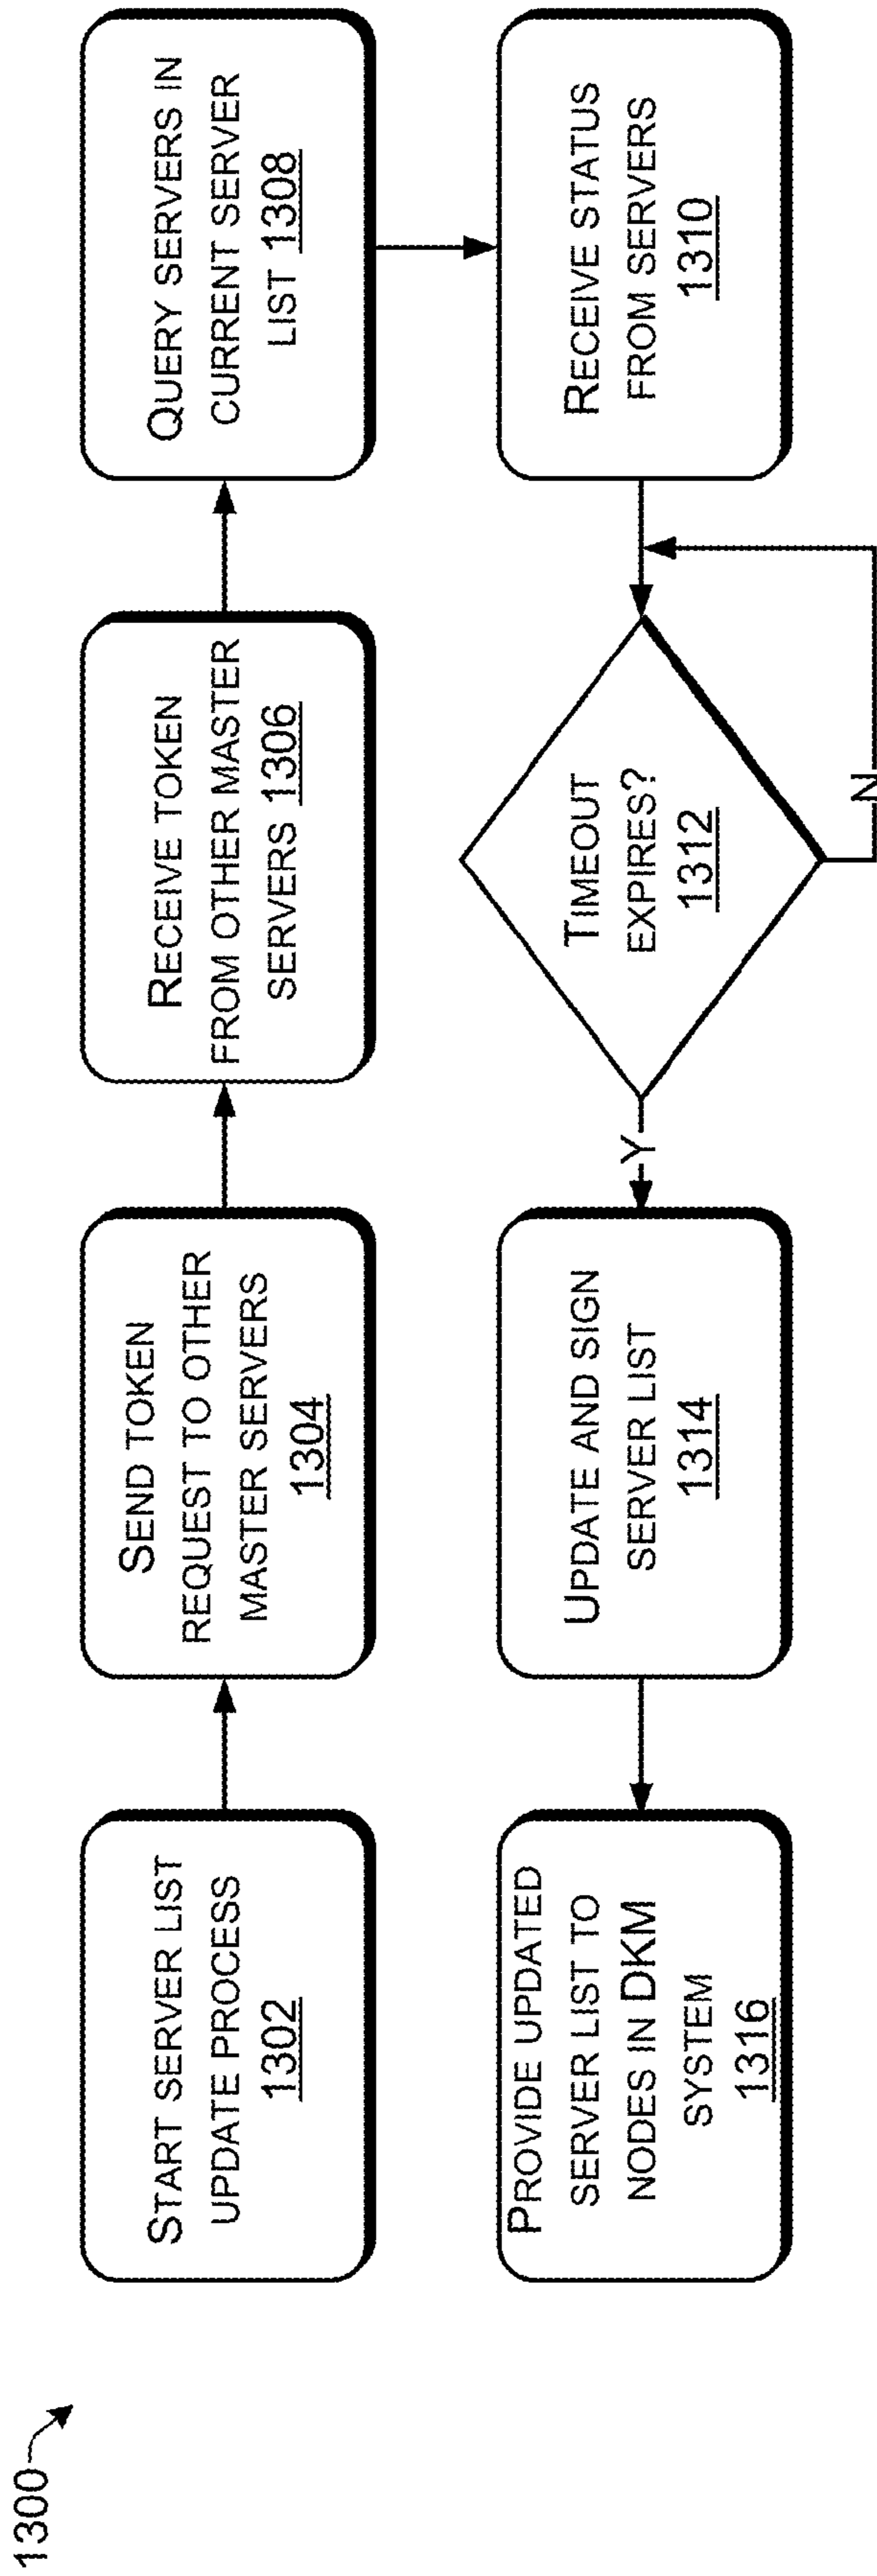 1300
START SERVER LIST
UPDATE PROCESS
1302
SEND TOKEN
REQUEST TO OTHER
MASTER SERVERS
1304
RECEIVE TOKEN
FROM OTHER MASTER
SERVERS 1306
QUERY SERVERS IN
CURRENT SERVER
LIST 1308
RECEIVE STATUS
FROM SERVERS
1310
TIMEOUT
EXPIRES?
1312
N
Y
UPDATE AND SIGN
SERVER LIST
1314
PROVIDE UPDATED
SERVER LIST TO
NODES IN DKM
SYSTEM
1316